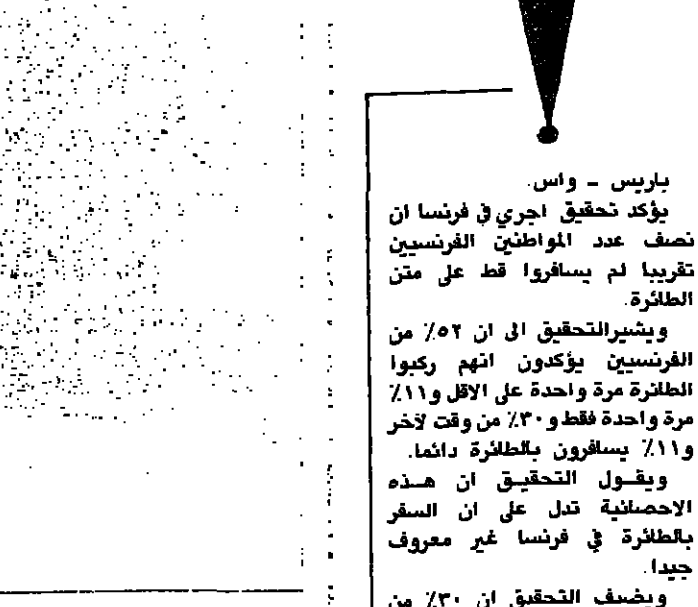 باريس - واس.
يؤكد تحقيق اجري في فرنسا ان
نصف عدد المواطنين الفرنسيين
تقريبا لم يسافروا قط على متن
الطائرة.
ويشيرالتحقيق الى ان ٥٢٪ من
الفرنسيين يؤكدون انهم ركبوا
الطائرة مرة واحدة على الاقل و١١٪
مرة واحدة فقط و٣٠٪ من وقت لآخر
و١١٪ يسافرون بالطائرة دائما.
ويقول التحقيق ان هذه
الاحصائية تدل على ان السفر
بالطائرة في فرنسا غير معروف
جيدا.
ويضيف التحقيق ان ٣٠٪ من